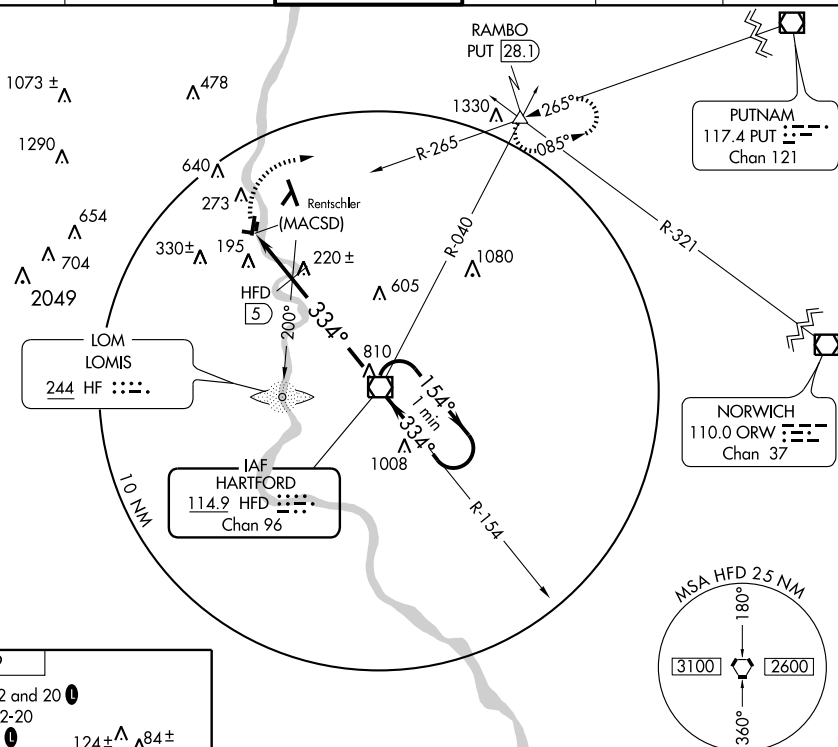 RAMBO
PUT 28.1
1073 ±
478
1330
265°
085°
PUTNAM
117.4 PUT
Chan 121
1290
R-265
640
273
Rentschler
(MACSD)
R-040
R-321
654
330±
195
220 ±
1080
704
2049
HFD
5
605
200°
334°
LOM
LOMIS
244 HF
810
154°
1 min
334°
NORWICH
110.0 ORW
Chan 37
1008
IAF
HARTFORD
114.9 HFD
Chan 96
10 NM
R-154
MSA HFD 25 NM
180°
3100
2600
360°
2 and 20 L
2-20
L
124±
84±